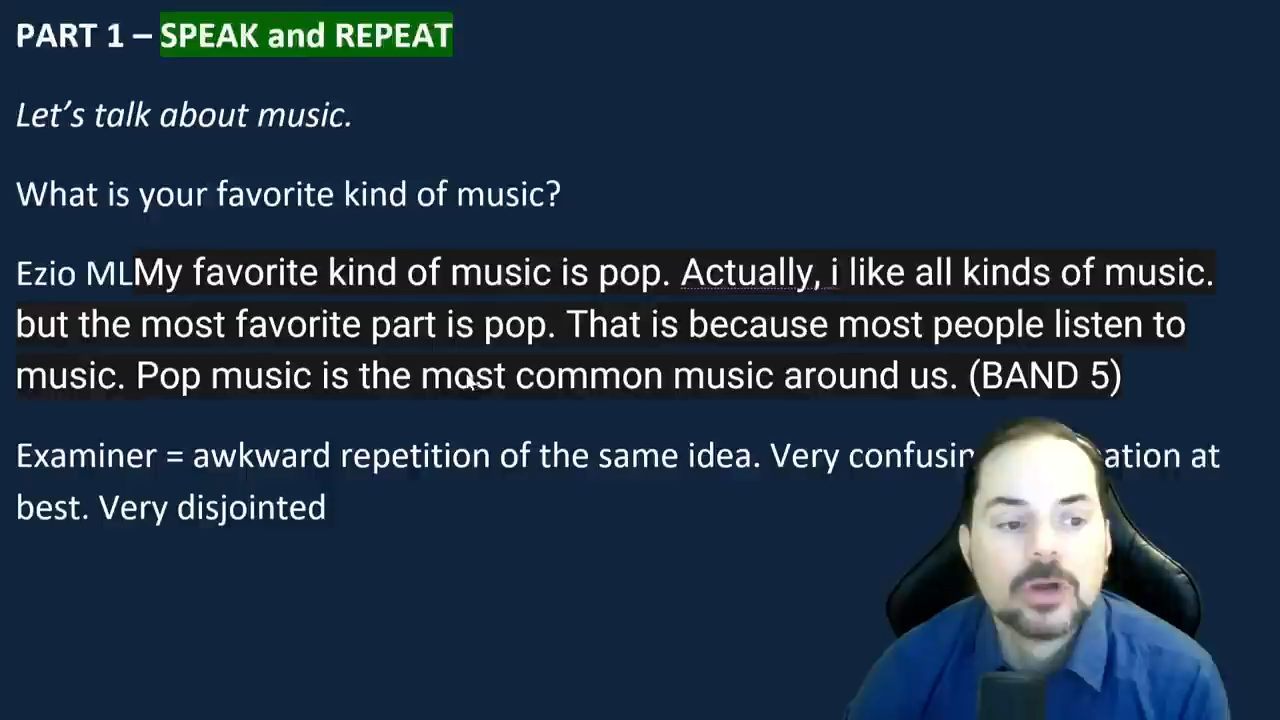 PART 1 – SPEAK and REPEAT
Let's talk about music.
What is your favorite kind of music?
Ezio MLMy favorite kind of music is pop. Actually, i like all kinds of music.
but the most favorite part is pop. That is because most people listen to
music. Pop music is the most common music around us. (BAND 5)
Examiner = awkward repetition of the same idea. Very at
best. Very disjointed